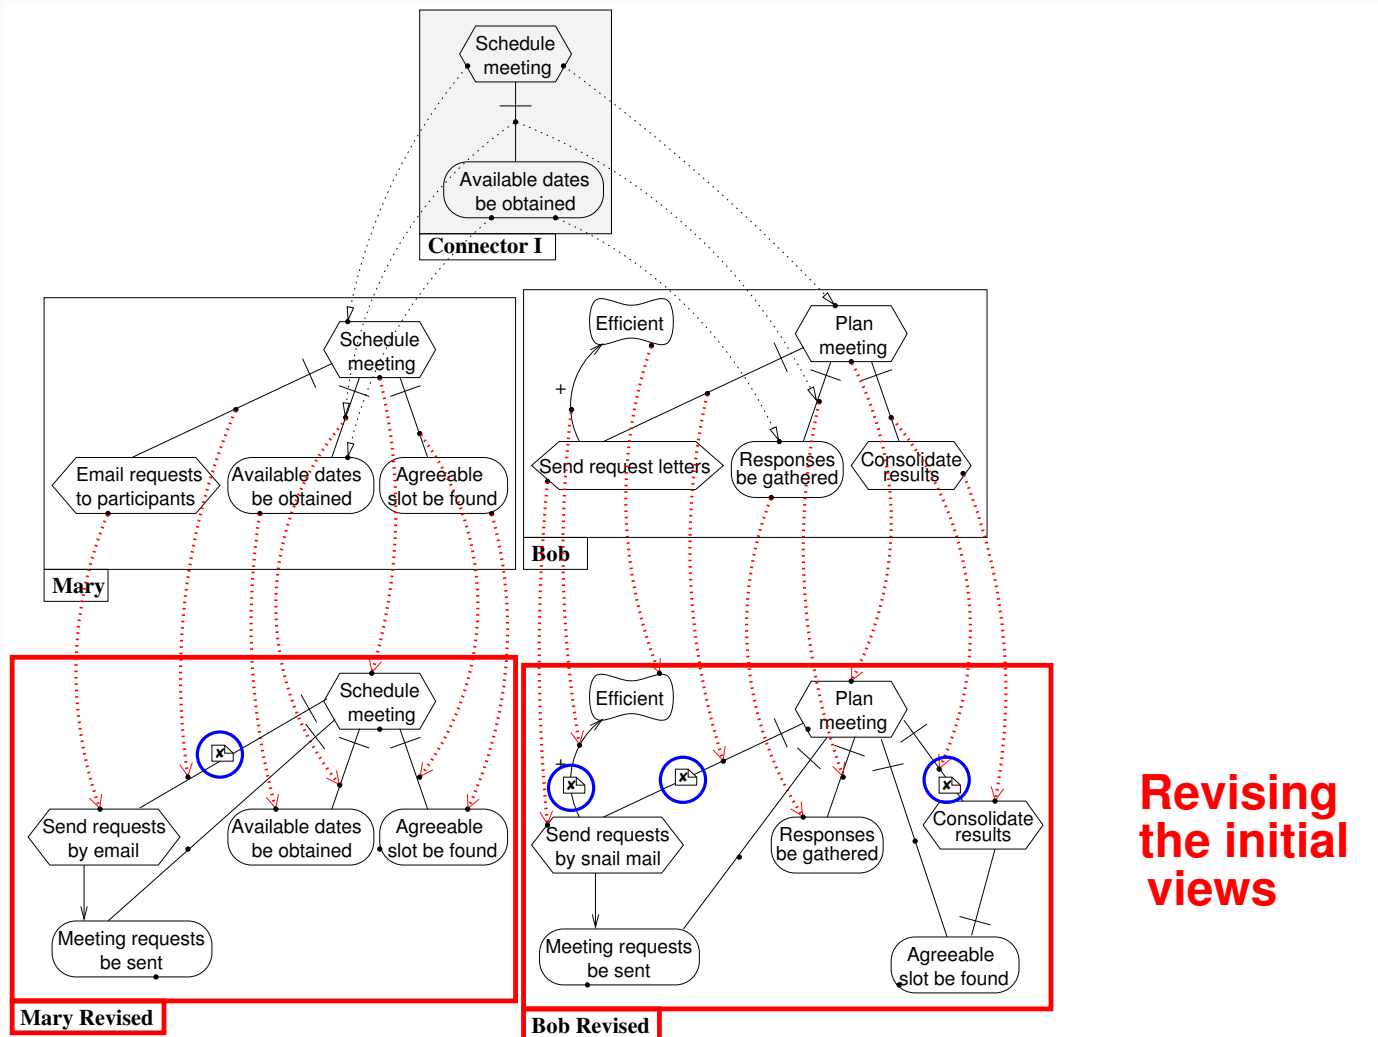 Schedule
meeting
Available dates
be obtained
Connector I
Schedule
meeting
Email requests
to participants
Available dates
be obtained
Agreeable
slot be found
Mary
Efficient
+
Plan
meeting
Send request letters
Responses
be gathered
Consolidate
results
Bob
Schedule
meeting
Send requests
by email
Available dates
be obtained
Agreeable
slot be found
Meeting requests
be sent
Mary Revised
Efficient
+
Plan
meeting
Send requests
by snail mail
Responses
be gathered
Consolidate
results
Meeting requests
be sent
Agreeable
slot be found
Bob Revised
Revising
the initial
views